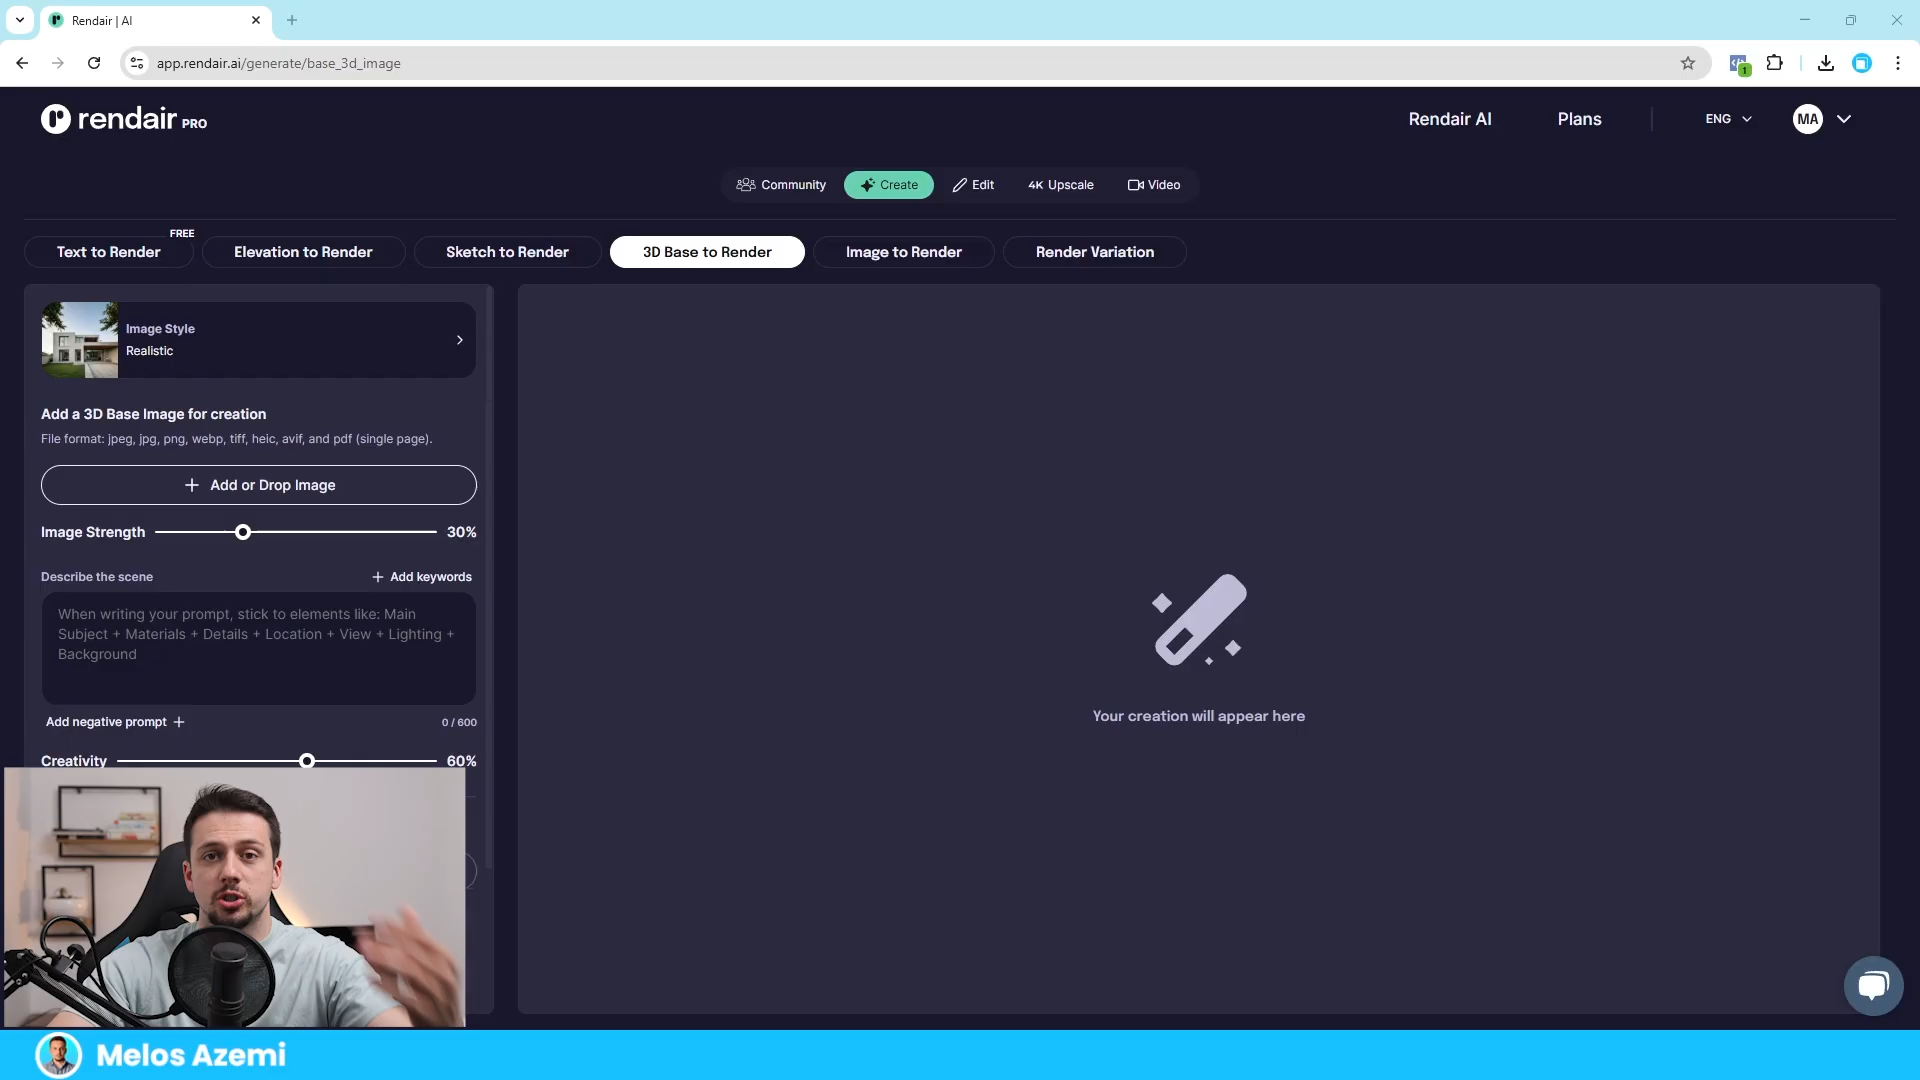 Rendair | AI
app.rendair.ai/generate/base_3d_image
1
rendair PRO
Rendair AI
Plans
ENG
MA
Community
Create
Edit
4K Upscale
Video
Text to Render
FREE
Elevation to Render
Sketch to Render
3D Base to Render
Image to Render
Render Variation
Image Style
Realistic
Add a 3D Base Image for creation
File format: jpeg, jpg, png, webp, tiff, heic, avif, and pdf (single page).
Add or Drop Image
Image Strength
30%
Describe the scene
Add keywords
When writing your prompt, stick to elements like: Main
Subject + Materials + Details + Location + View + Lighting +
Background
Add negative prompt
0 / 600
Creativity
60%
Your creation will appear here
Melos Azemi